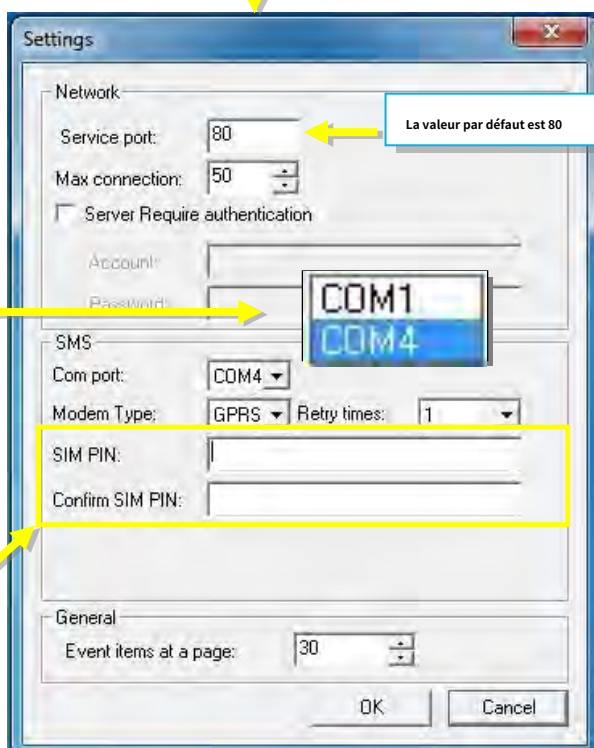 Settings
Network
Service port: 80
La valeur par défaut est 80
Max connection: 50
Server Require authentication
Account:
Password:
COM1
COM4
SMS
Com port: COM4
Modem Type: GPRS Retry times: 1
SIM PIN:
Confirm SIM PIN:
General
Event items at a page: 30
OK Cancel